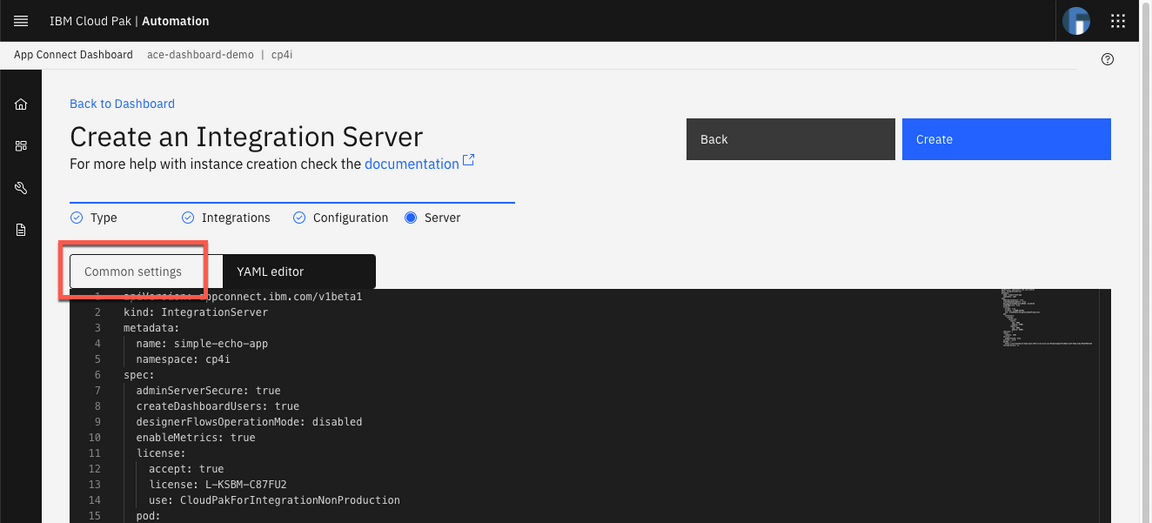 IBM Cloud Pak | Automation
App Connect Dashboard ace-dashboard-demo | cp4i
Back to Dashboard
Create an Integration Server
For more help with instance creation check the documentation
Back
Create
Type Integrations Configuration Server
Common settings YAML editor
1 apiVersion: appconnect.ibm.com/v1beta1
2 kind: IntegrationServer
3 metadata:
4 name: simple-echo-app
5 namespace: cp4i
6 spec:
7 adminServerSecure: true
8 createDashboardUsers: true
9 designerFlowsOperationMode: disabled
10 enableMetrics: true
11 license:
12 accept: true
13 license: L-KSBM-C87FU2
14 use: CloudPakForIntegrationNonProduction
15 pod: